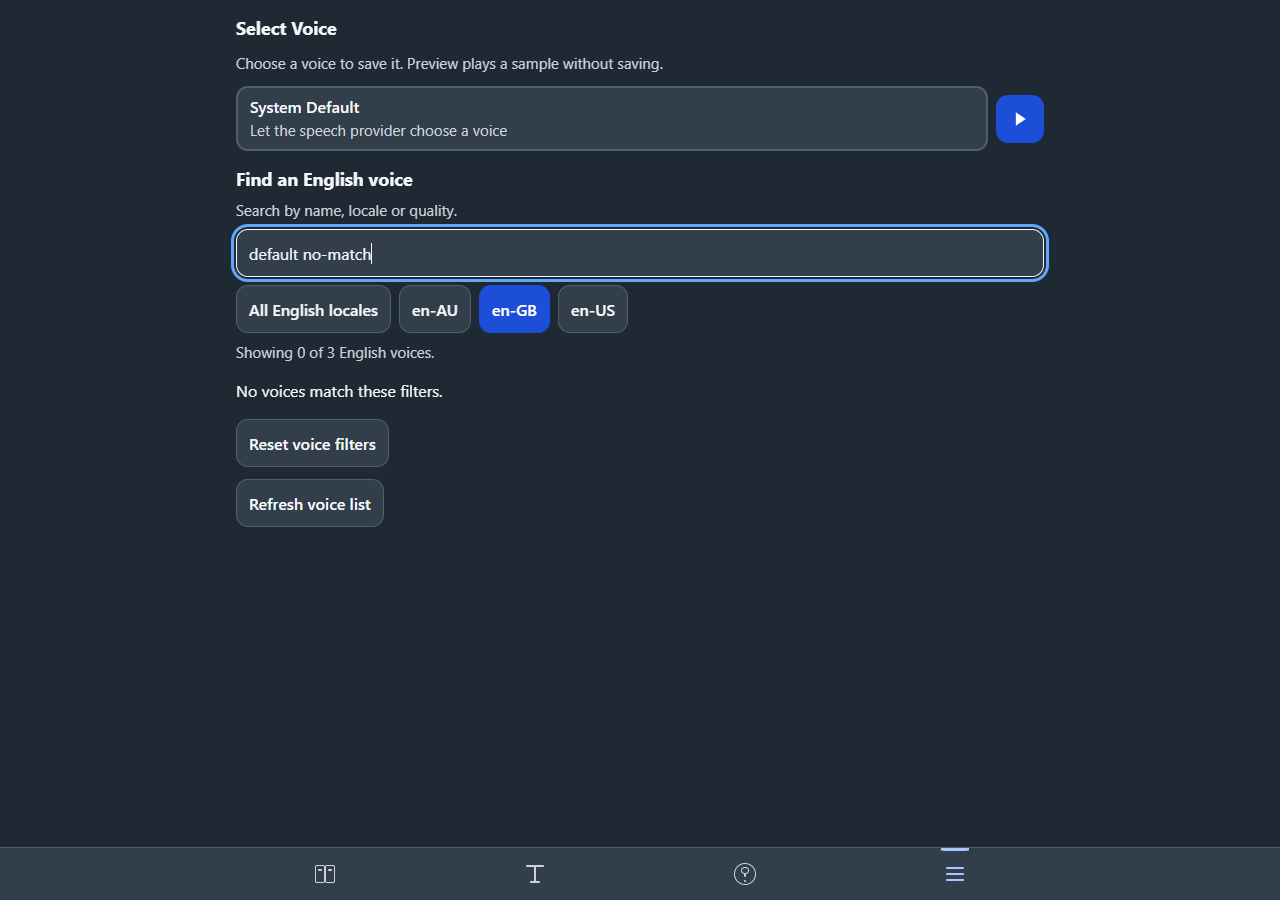 Select Voice
Choose a voice to save it. Preview plays a sample without saving.
System Default
Let the speech provider choose a voice
Find an English voice
Search by name, locale or quality.
default no-match
All English locales en-AU en-GB en-US
Showing 0 of 3 English voices.
No voices match these filters.
Reset voice filters
Refresh voice list